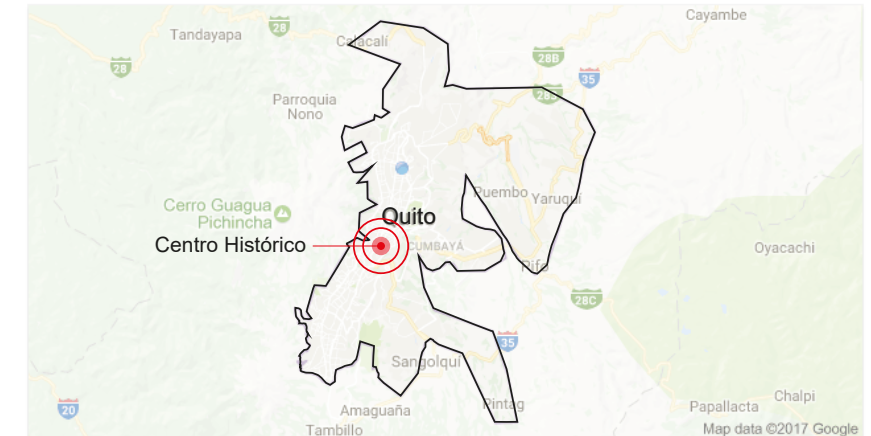 Cayambe
Tandayapa
28
Calacalí
28B
28
35
28B
Parroquia
Nono
Puembo
Yaruquí
Cerro Guagua
Pichincha
Quito
Centro Histórico
CUMBAYÁ
Oyacachi
Pifo
28C
35
Sangolquí
Chalpi
20
Amaguaña
Pintag
Papallacta
Tambillo
Map data ©2017 Google